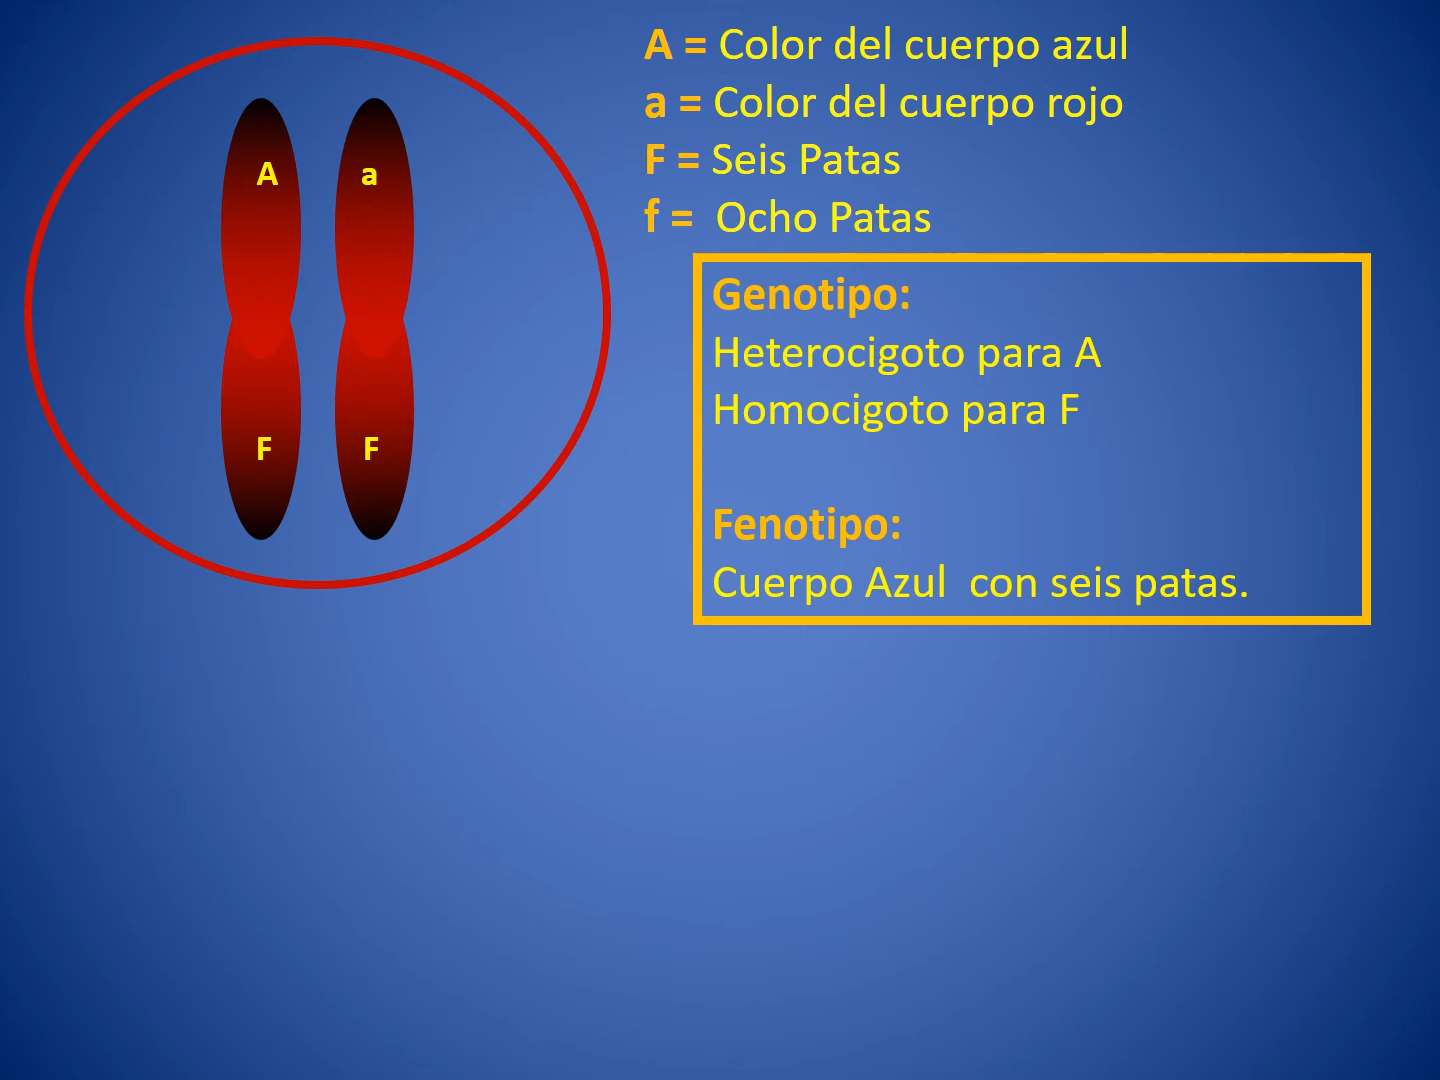 A a
F F
A = Color del cuerpo azul
a = Color del cuerpo rojo
F = Seis Patas
f = Ocho Patas
Genotipo:
Heterocigoto para A
Homocigoto para F
Fenotipo:
Cuerpo Azul con seis patas.